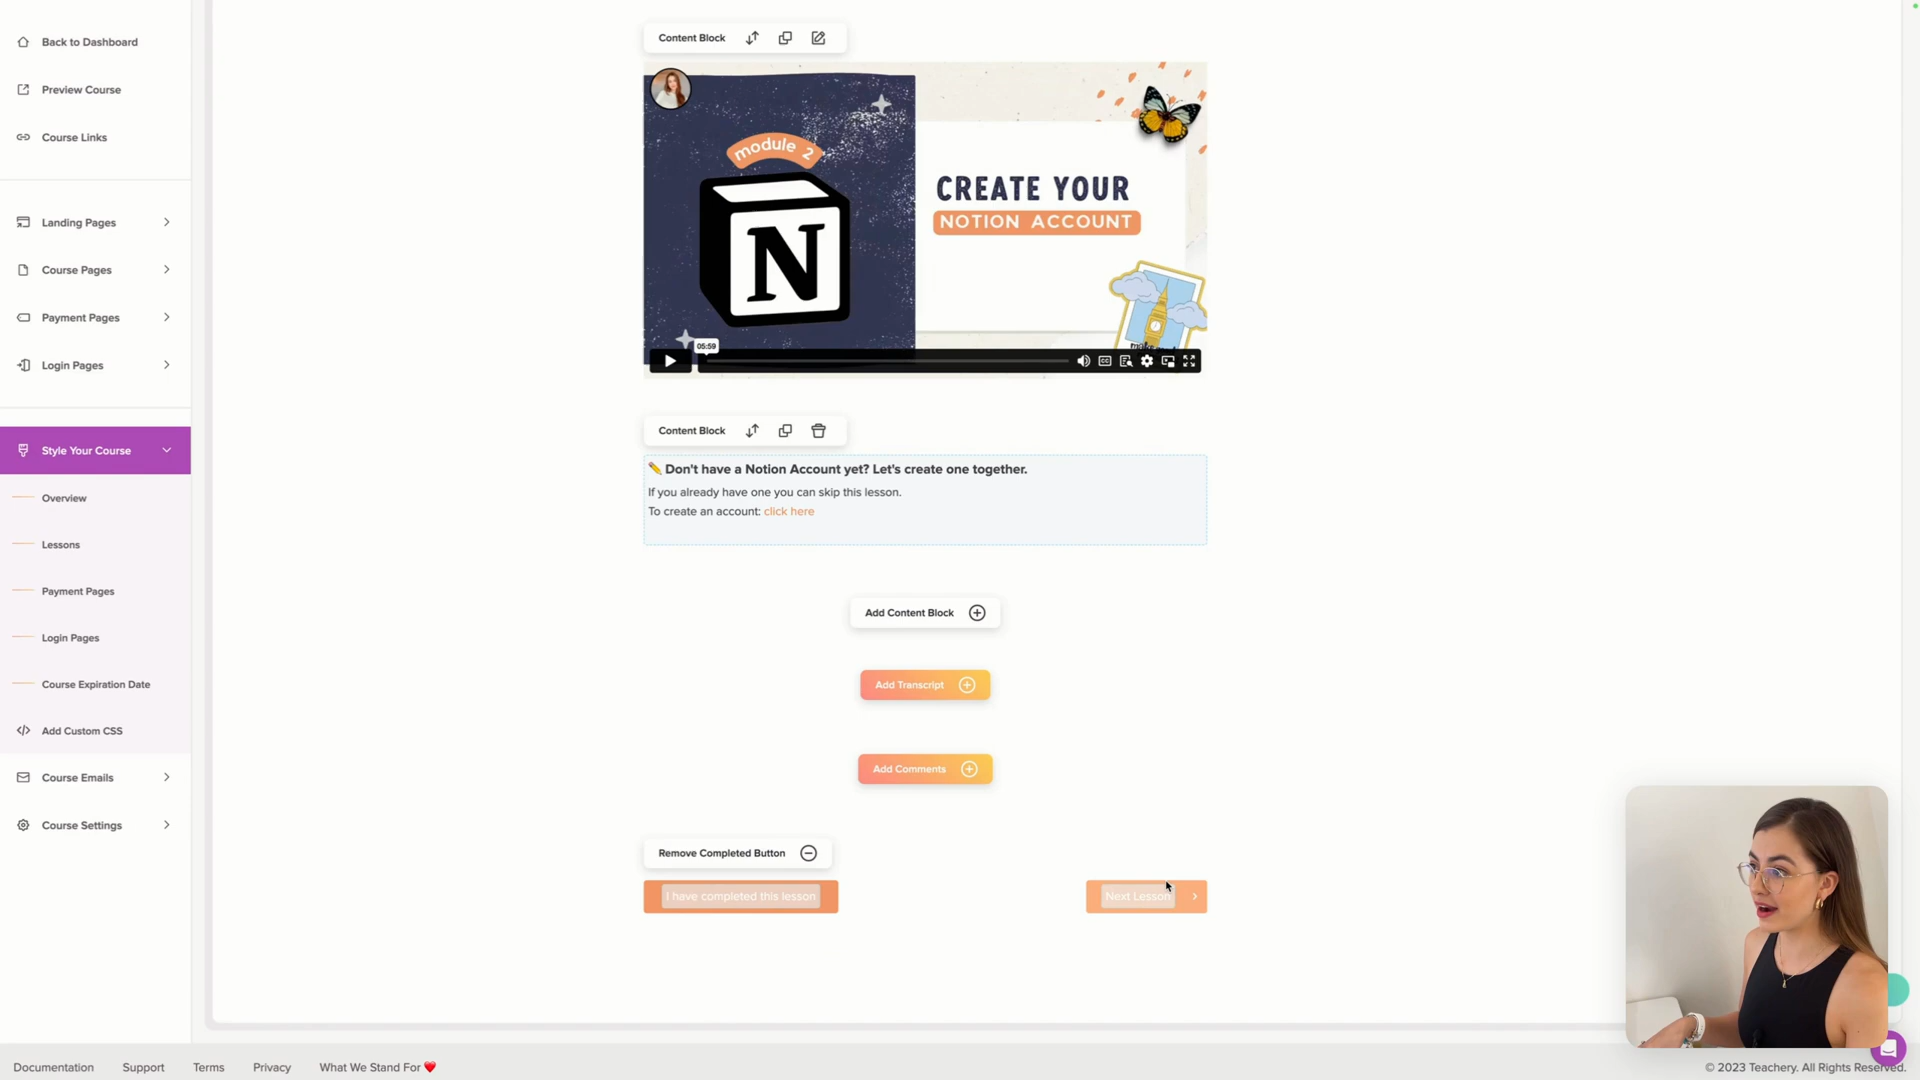 Back to Dashboard
Preview Course
Course Links
Landing Pages
Course Pages
Payment Pages
Login Pages
Style Your Course
Overview
Lessons
Payment Pages
Login Pages
Course Expiration Date
Add Custom CSS
Course Emails
Course Settings
Content Block
module 2
N
CREATE YOUR
NOTION ACCOUNT
05:59
CC
Content Block
✏️ Don't have a Notion Account yet? Let's create one together.
If you already have one you can skip this lesson.
To create an account: click here
Add Content Block
Add Transcript
Add Comments
Remove Completed Button
I have completed this lesson
Next Lesson
Documentation
Support
Terms
Privacy
What We Stand For ❤️
© 2023 Teachery. All Rights Reserved.